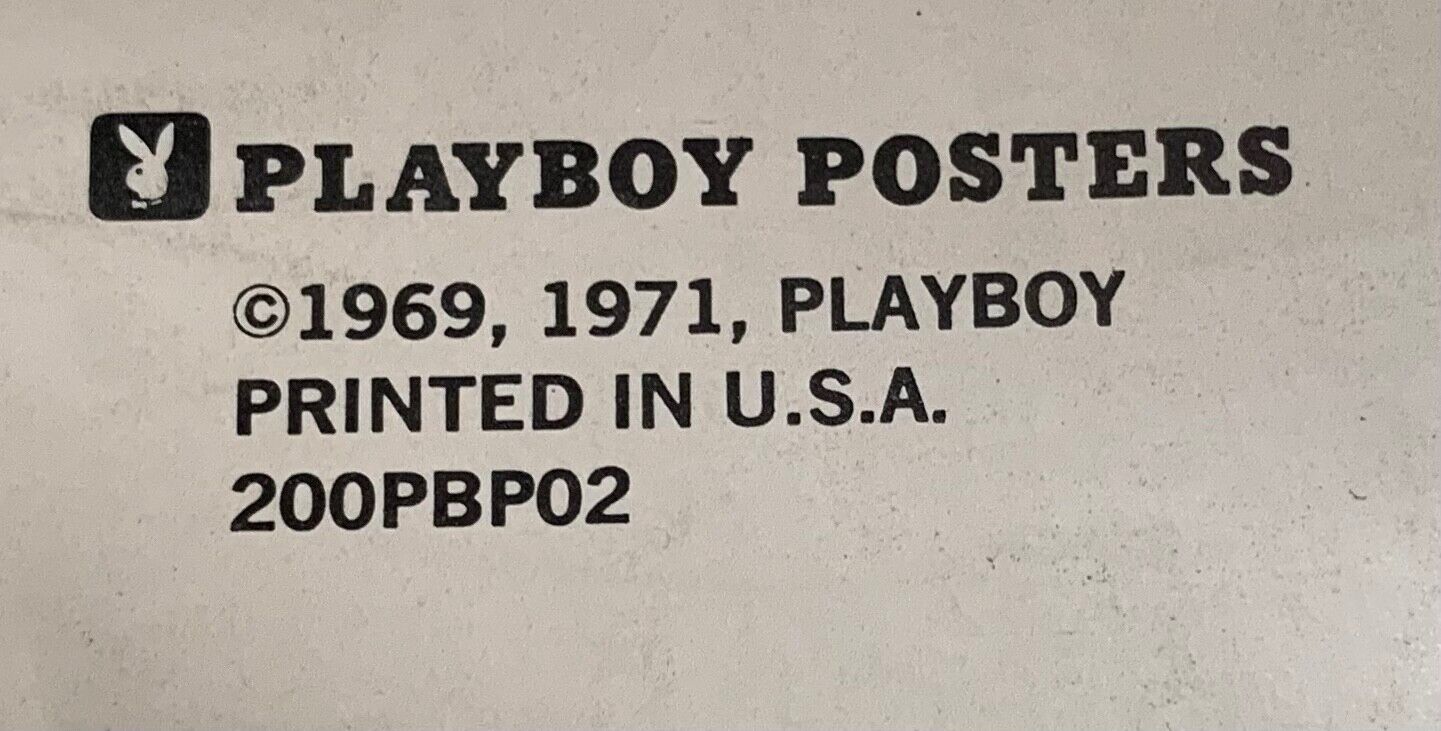 PLAYBOY POSTERS
©1969, 1971, PLAYBOY
PRINTED IN U.S.A.
200PBP02